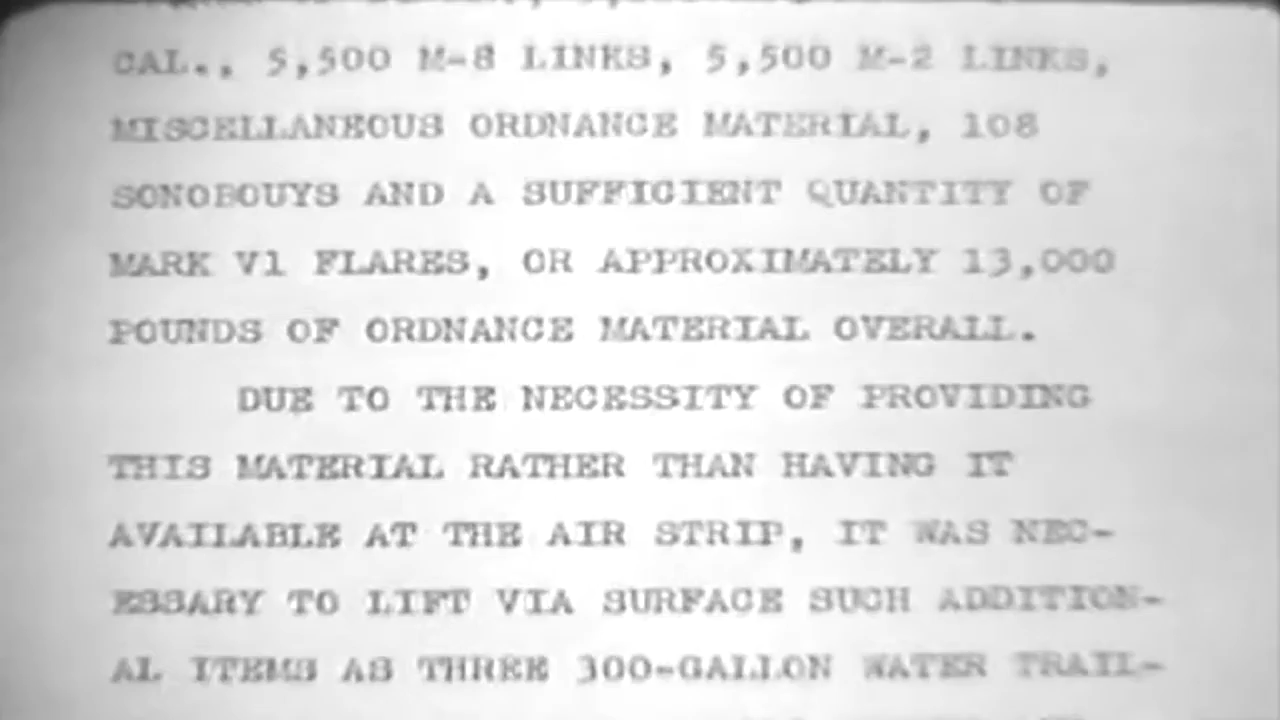 CAL., 5,500 M-8 LINKS, 5,500 M-2 LINKS,
MISCELLANEOUS ORDNANCE MATERIAL, 108
SONOBOUYS AND A SUFFICIENT QUANTITY OF
MARK V1 FLARES, OR APPROXIMATELY 13,000
POUNDS OF ORDNANCE MATERIAL OVERALL.
DUE TO THE NECESSITY OF PROVIDING
THIS MATERIAL RATHER THAN HAVING IT
AVAILABLE AT THE AIR STRIP, IT WAS NEC-
ESSARY TO LIFT VIA SURFACE SUCH ADDITION-
AL ITEMS AS THREE 300-GALLON WATER TRAIL-